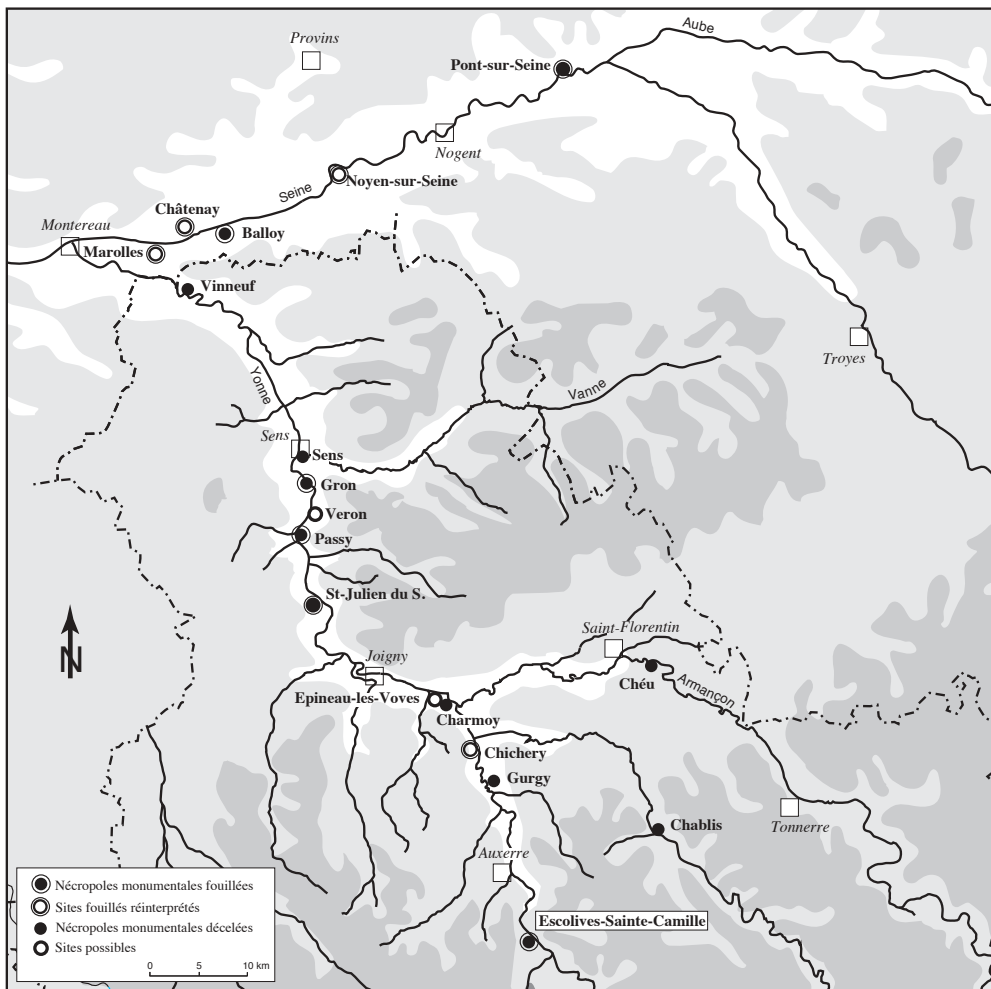 Provins
Aube
Pont-sur-Seine
Nogent
Noyen-sur-Seine
Seine
Châtenay
Montereau
Balloy
Marolles
Vinneuf
Troyes
Yonne
Vanne
Sens
Sens
Gron
Veron
Passy
St-Julien du S.
N
Saint-Florentin
Joigny
Chéu
Armançon
Epineau-les-Voves
Charmoy
Chichery
Gurgy
Chablis
Tonnerre
Auxerre
Escolives-Sainte-Camille
Nécropoles monumentales fouillées
Sites fouillés réinterprétés
Nécropoles monumentales décelées
Sites possibles
0 5 10 km